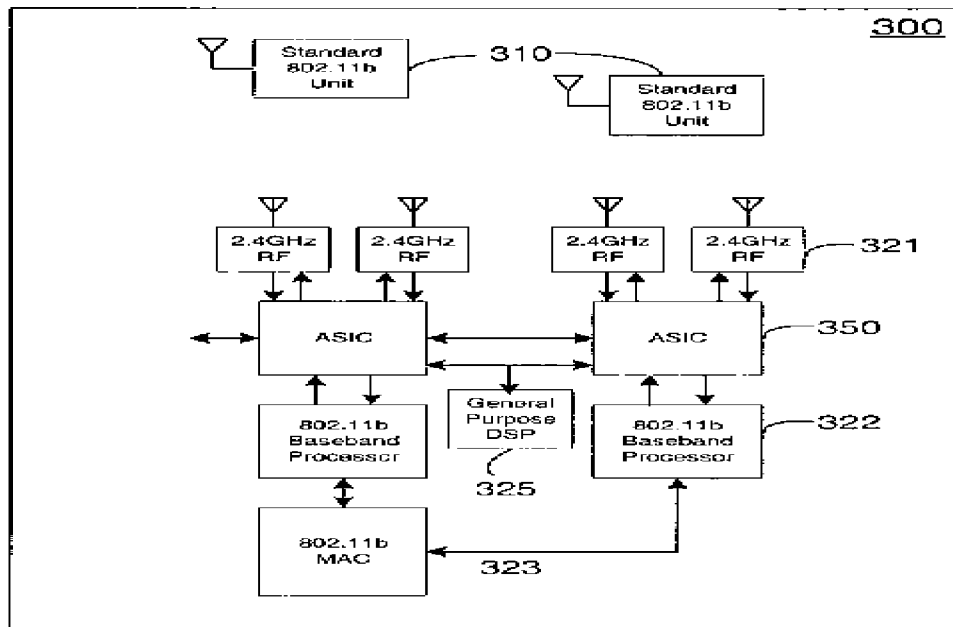 300
Standard
802.11b
Unit
310
Standard
802.11b
Unit
2.4GHz
RF
2.4GHz
RF
2.4GHz
RF
2.4GHz
RF
321
ASIC
ASIC
350
802.11b
Baseband
Processor
General
Purpose
DSP
802.11b
Baseband
Processor
322
325
802.11b
MAC
323